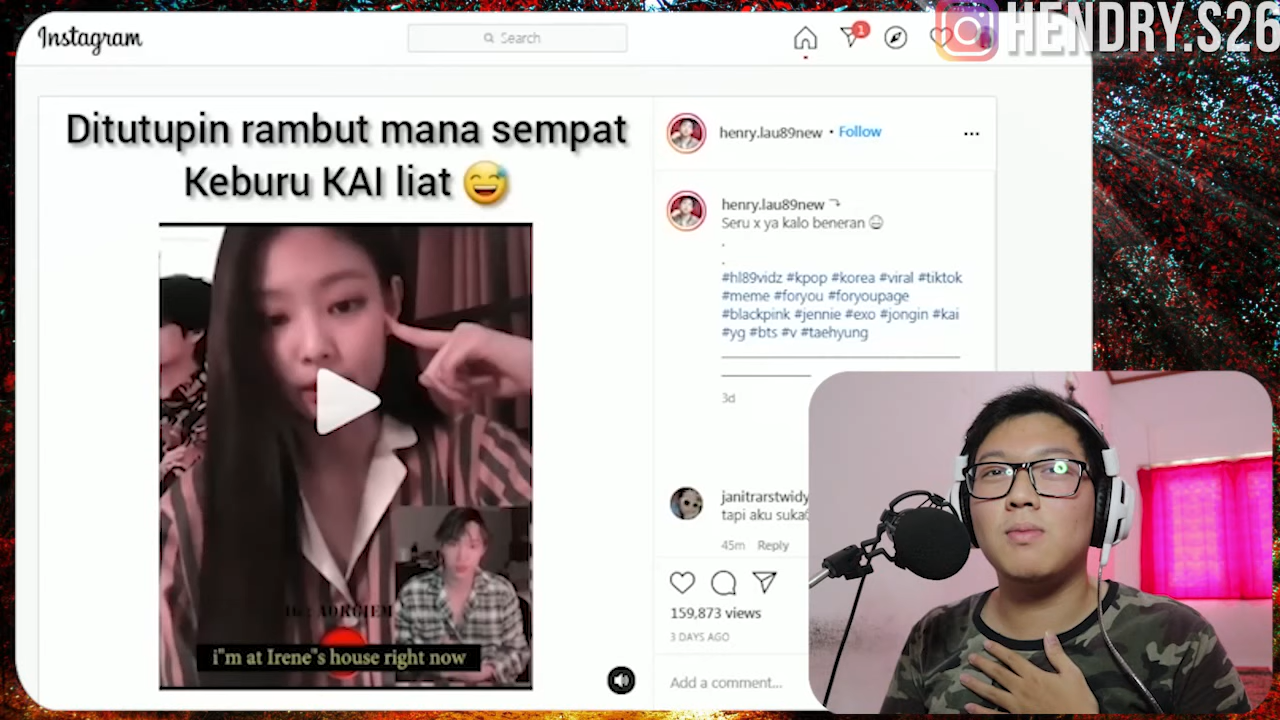 Instagram
Search
1
HENDRY.S26
Ditutupin rambut mana sempat
Keburu KAI liat 😅
i"m at Irene"s house right now
henry.lau89new • Follow
henry.lau89new
Seru x ya kalo beneran 😂
.
.
#hl89vidz #kpop #korea #viral #tiktok
#meme #foryou #foryoupage
#blackpink #jennie #exo #jongin #kai
#yg #bts #v #taehyung
3d
janitrarstwidy
tapi aku suka
45m Reply
159,873 views
3 DAYS AGO
Add a comment...